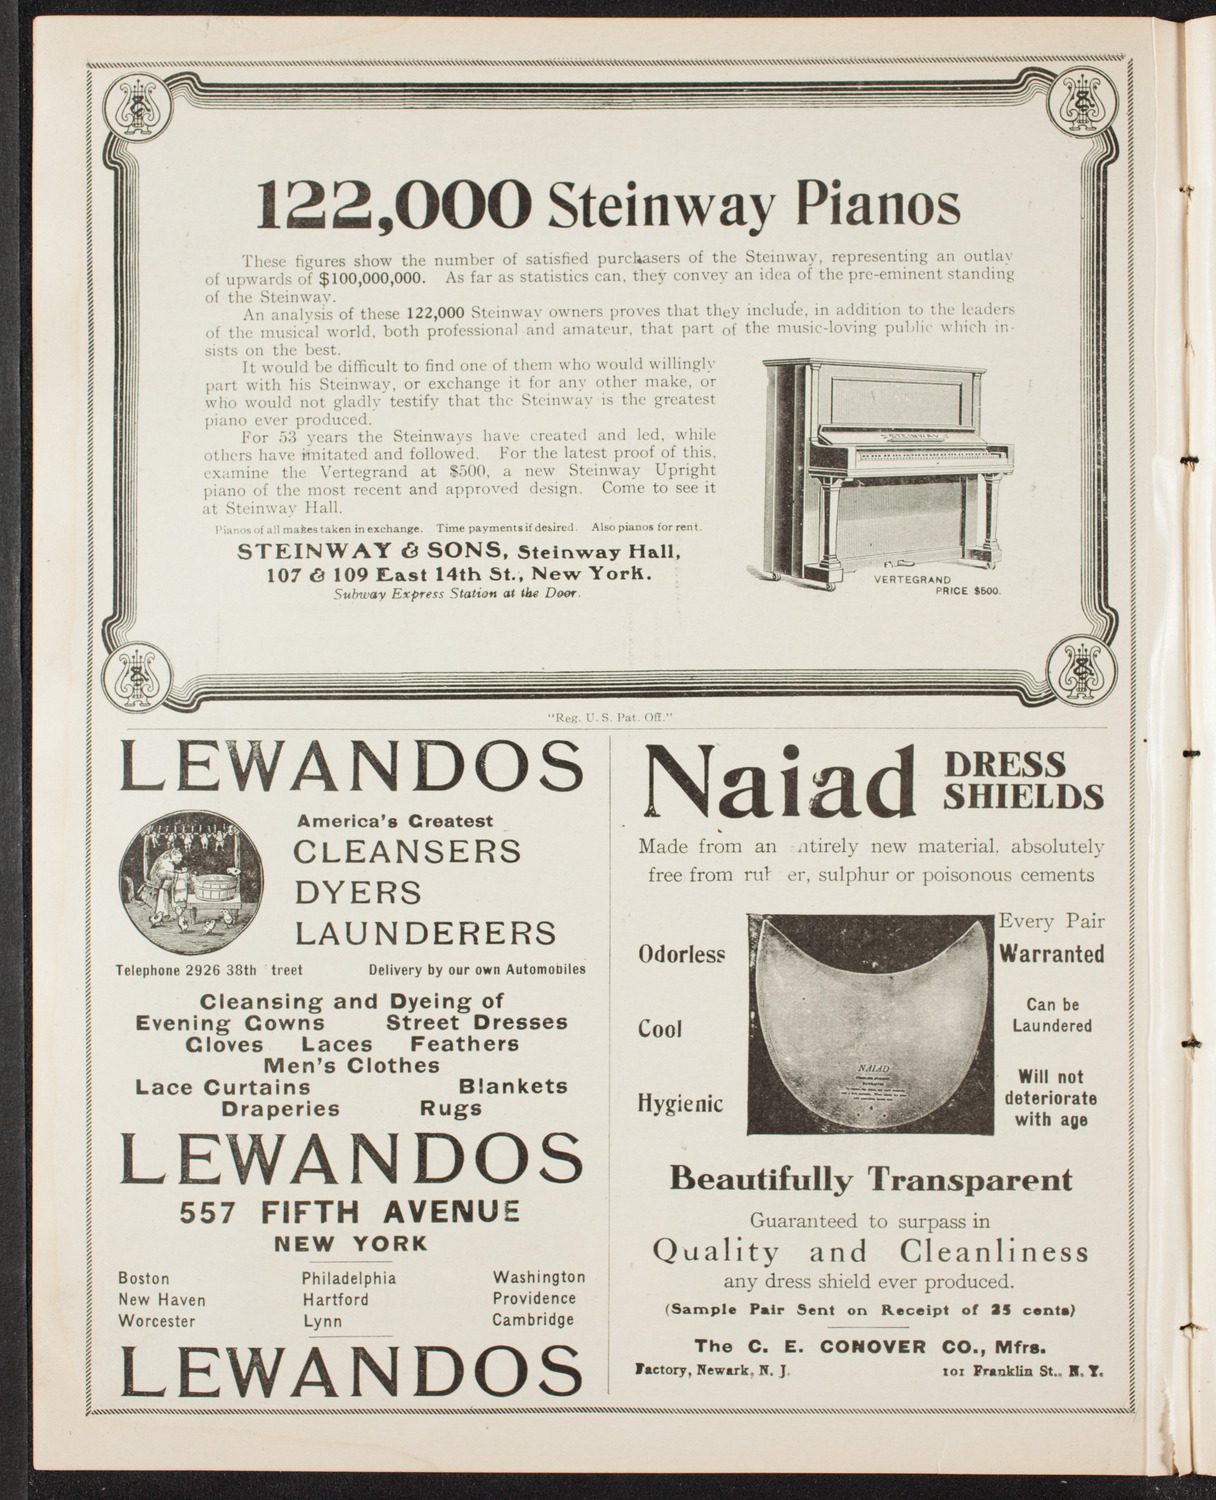 122,000 Steinway Pianos
These figures show the number of satisfied purchasers of the Steinway, representing an outlay
of upwards of $100,000,000. As far as statistics can, they convey an idea of the pre-eminent standing
of the Steinway.
An analysis of these 122,000 Steinway owners proves that they include, in addition to the leaders
of the musical world, both professional and amateur, that part of the music-loving public which in-
sists on the best.
It would be difficult to find one of them who would willingly
part with his Steinway, or exchange it for any other make, or
who would not gladly testify that the Steinway is the greatest
piano ever produced.
For 53 years the Steinways have created and led, while
others have imitated and followed. For the latest proof of this,
examine the Vertegrand at $500, a new Steinway Upright
piano of the most recent and approved design. Come to see it
at Steinway Hall.
Pianos of all makes taken in exchange. Time payments if desired. Also pianos for rent.
STEINWAY & SONS, Steinway Hall,
107 & 109 East 14th St., New York.
Subway Express Station at the Door.
STEINWAY
VERTEGRAND
PRICE $500.
"Reg. U. S. Pat. Off."
LEWANDOS
America's Greatest
CLEANSERS
DYERS
LAUNDERERS
Telephone 2926 38th treet Delivery by our own Automobiles
Cleansing and Dyeing of
Evening Gowns Street Dresses
Gloves Laces Feathers
Men's Clothes
Lace Curtains Blankets
Draperies Rugs
LEWANDOS
557 FIFTH AVENUE
NEW YORK
Boston Philadelphia Washington
New Haven Hartford Providence
Worcester Lynn Cambridge
LEWANDOS
Naiad DRESS SHIELDS
Made from an ntirely new material, absolutely
free from rub er, sulphur or poisonous cements
Odorless
Cool
Hygienic
NAIAD
Every Pair
Warranted
Can be
Laundered
Will not
deteriorate
with age
Beautifully Transparent
Guaranteed to surpass in
Quality and Cleanliness
any dress shield ever produced.
(Sample Pair Sent on Receipt of 25 cents)
The C. E. CONOVER CO., Mfrs.
Factory, Newark, N. J. 101 Franklin St., N. Y.